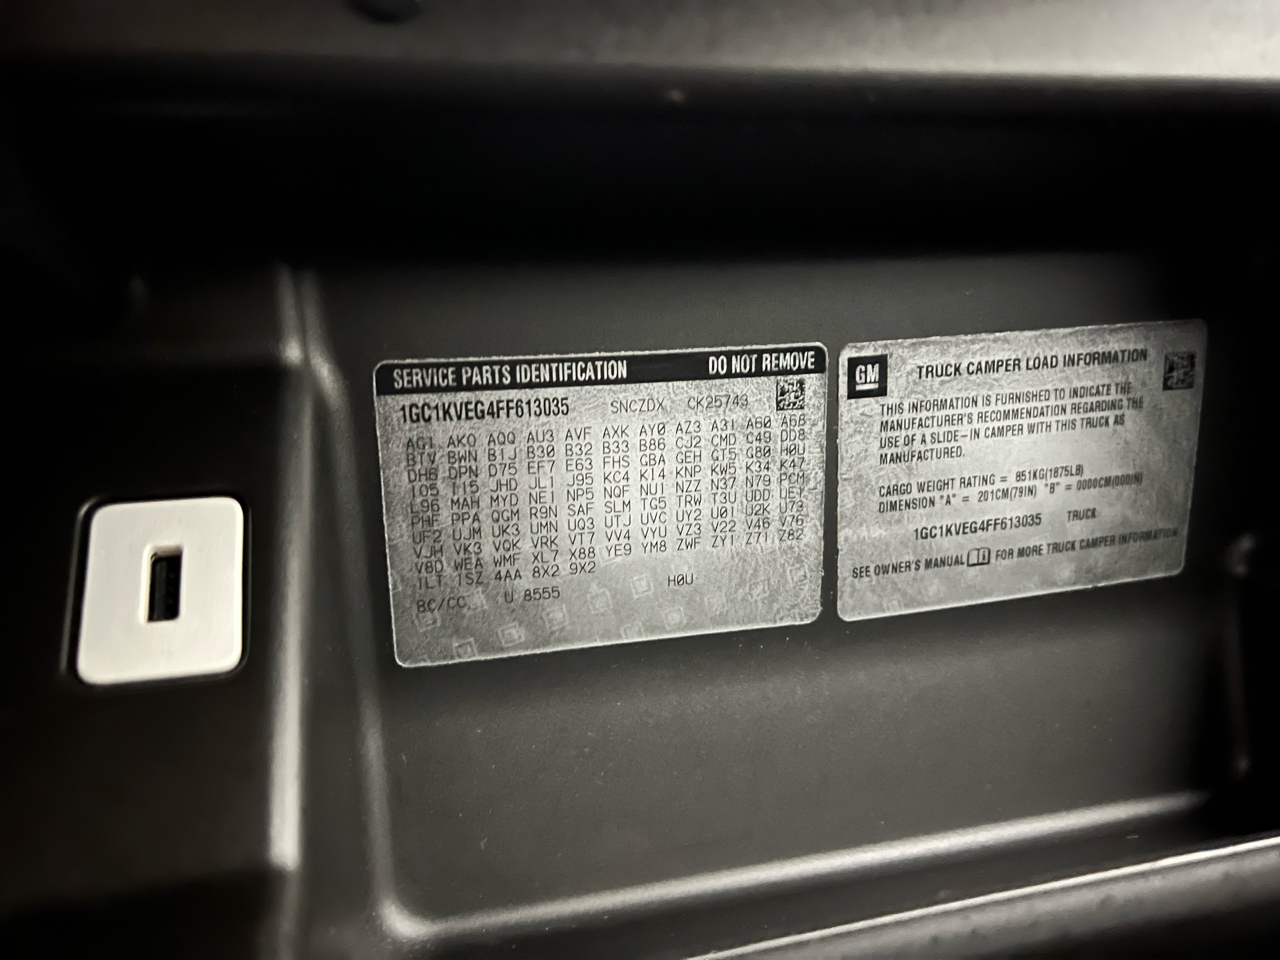 SERVICE PARTS IDENTIFICATION DO NOT REMOVE
1GC1KVEG4FF613035 SNCZDX CK25743
AG1 AKO AQQ AU3 AVF AXK AY0 AZ3 A31 A60 A68
BTV BWN B1J B30 B32 B33 B86 CJ2 CMD C49 DD8
DH6 DPN D75 EF7 E63 FHS GBA GEH GT5 G80 H0U
IO5 I15 JHD JL1 J95 KC4 KI4 KNP KW5 K34 K47
L96 MAH MYD NE1 NP5 NQF NU1 NZZ N37 N79 PCM
PHF PPA QGM R9N SAF SLM TG5 TRW T3U UDD UEY
UF2 UJM UK3 UMN UQ3 UTJ UVC UY2 U01 U2K U73
VJH VK3 VQK VRK VT7 VV4 VYU VZ3 V22 V46 V76
V8D WEA WMF XL7 X88 YE9 YM8 ZWF ZY1 Z71 Z82
1LT 1SZ 4AA 8X2 9X2
BC/CC U 8555 H0U
GM
TRUCK CAMPER LOAD INFORMATION
THIS INFORMATION IS FURNISHED TO INDICATE THE
MANUFACTURER'S RECOMMENDATION REGARDING THE
USE OF A SLIDE-IN CAMPER WITH THIS TRUCK AS
MANUFACTURED.
CARGO WEIGHT RATING = 851KG(1875LB)
DIMENSION "A" = 201CM(79IN) "B" = 0000CM(000IN)
1GC1KVEG4FF613035 TRUCK
SEE OWNER'S MANUAL FOR MORE TRUCK CAMPER INFORMATION